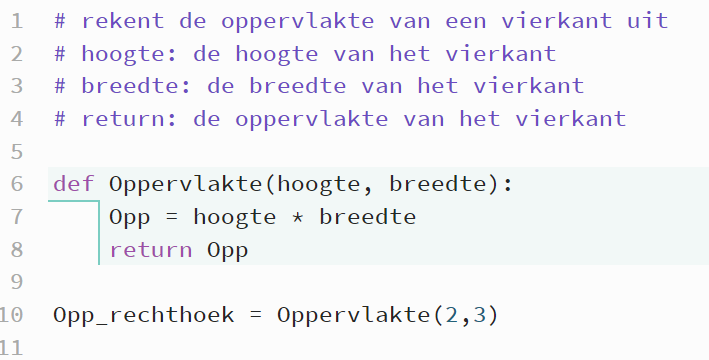 1 # rekent de oppervlakte van een vierkant uit
2 # hoogte: de hoogte van het vierkant
3 # breedte: de breedte van het vierkant
4 # return: de oppervlakte van het vierkant
5
6 def Oppervlakte(hoogte, breedte):
7 Opp = hoogte * breedte
8 return Opp
9
10 Opp_rechthoek = Oppervlakte(2,3)
11